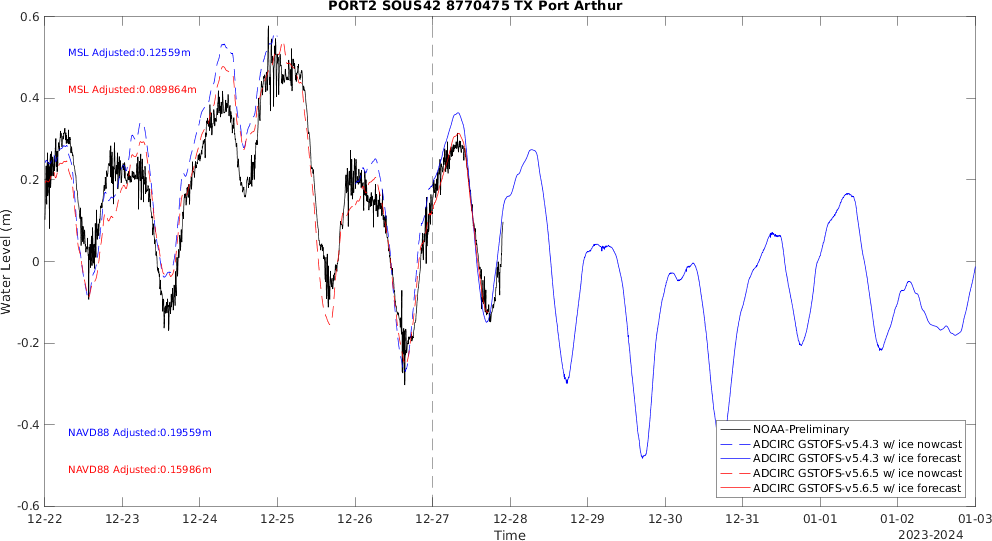 PORT2 SOUS42 8770475 TX Port Arthur
0.6
0.4
0.2
0
-0.2
-0.4
-0.6
Water Level (m)
MSL Adjusted:0.12559m
MSL Adjusted:0.089864m
NAVD88 Adjusted:0.19559m
NAVD88 Adjusted:0.15986m
NOAA-Preliminary
ADCIRC GSTOFS-v5.4.3 w/ ice nowcast
ADCIRC GSTOFS-v5.4.3 w/ ice forecast
ADCIRC GSTOFS-v5.6.5 w/ ice nowcast
ADCIRC GSTOFS-v5.6.5 w/ ice forecast
12-22 12-23 12-24 12-25 12-26 12-27 12-28 12-29 12-30 12-31 01-01 01-02 01-03
Time
2023-2024